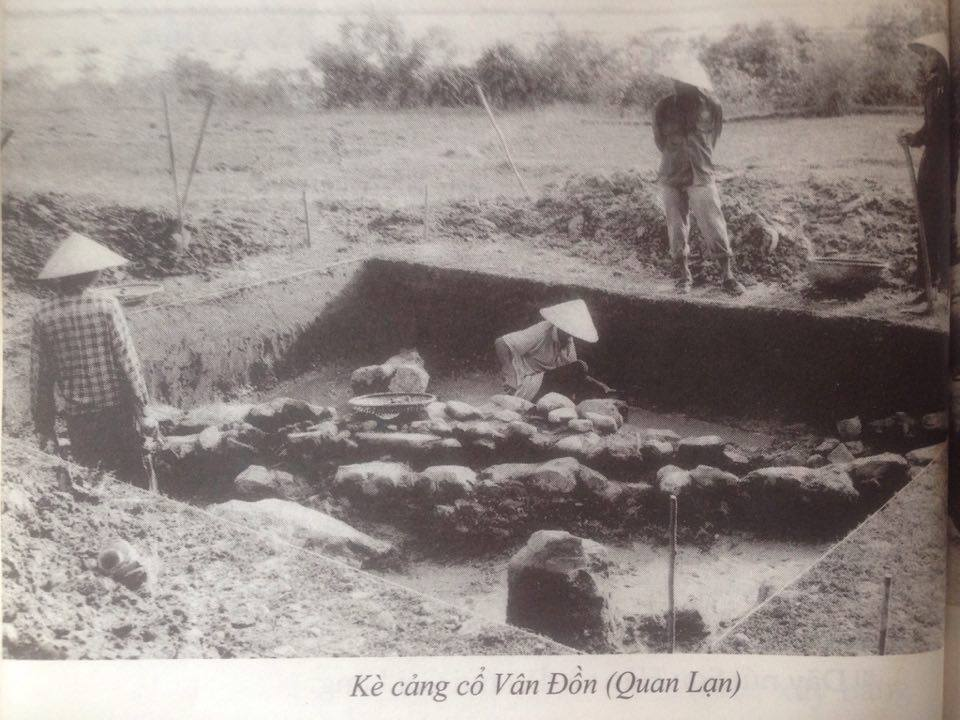 Kè cảng cổ Vân Đồn (Quan Lạn)